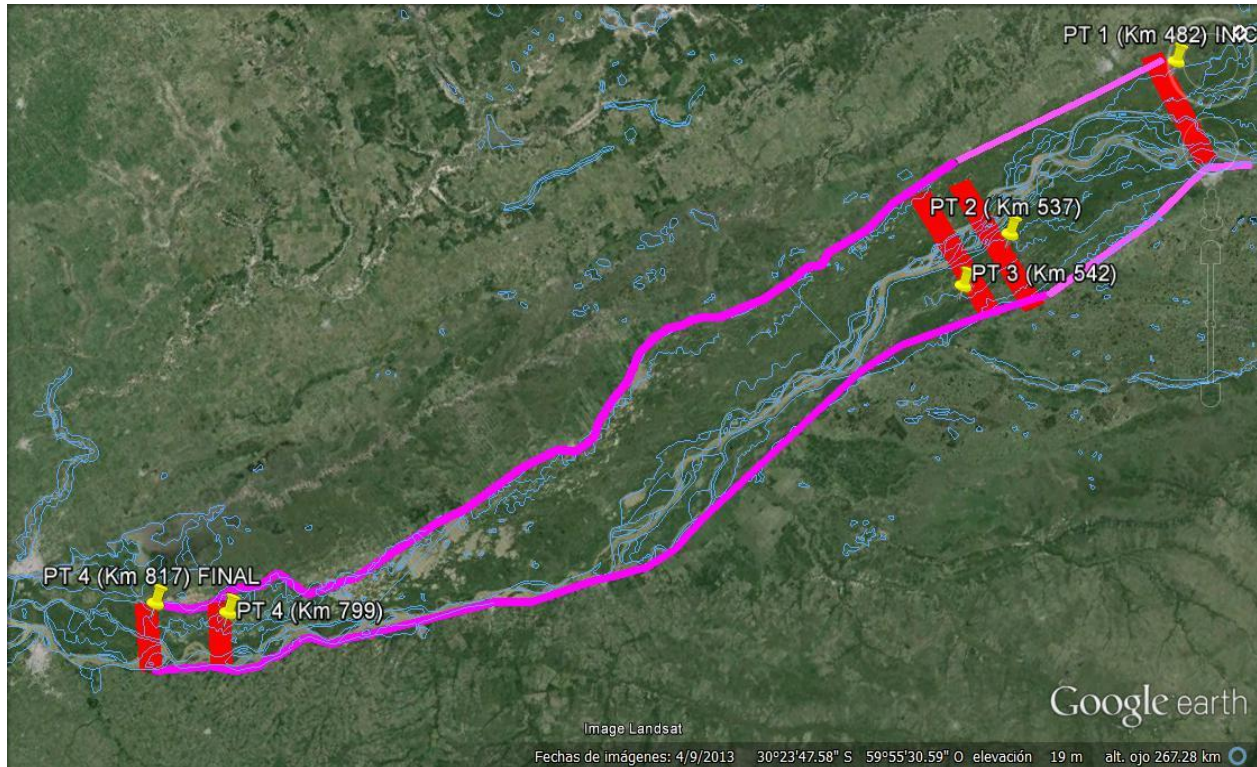 PT 1 (Km 482) INIC
PT 2 ( Km 537)
PT 3 (Km 542)
PT 4 (Km 817) FINAL
PT 4 (Km 799)
Google earth
Image Landsat
Fechas de imágenes: 4/9/2013 30°23'47.58" S 59°55'30.59" O elevación 19 m alt. ojo 267.28 km